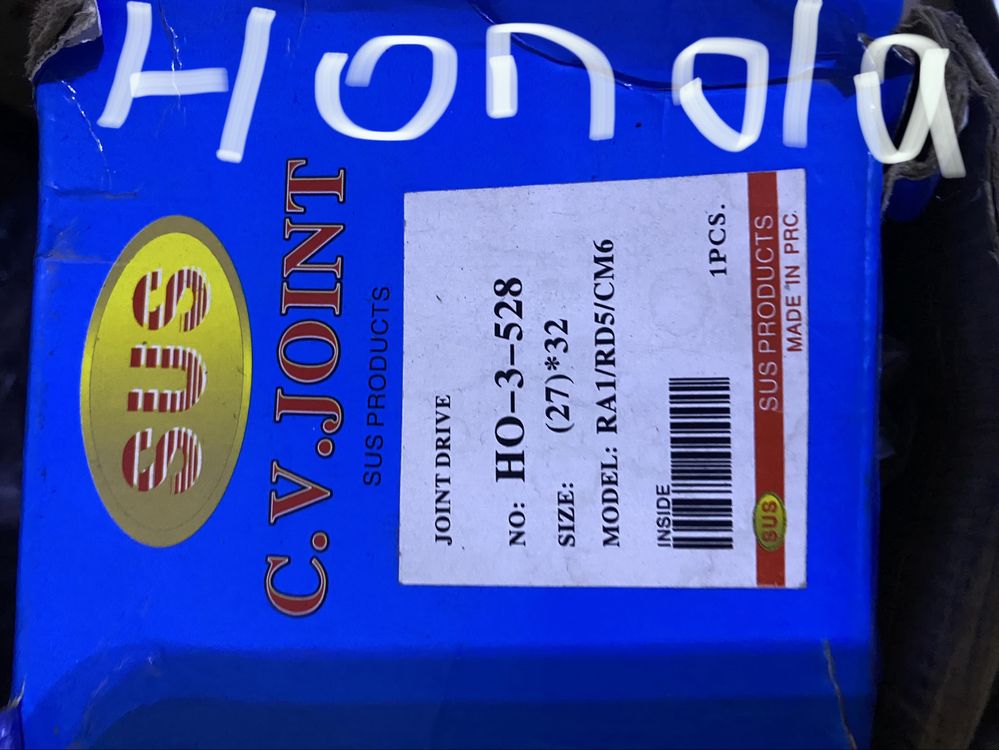 Honda
SUS
C.V.JOINT
SUS PRODUCTS
JOINT DRIVE
NO: HO-3-528
SIZE: (27)*32
MODEL: RA1/RD5/CM6
INSIDE
1PCS.
SUS SUS PRODUCTS
MADE IN PRC.